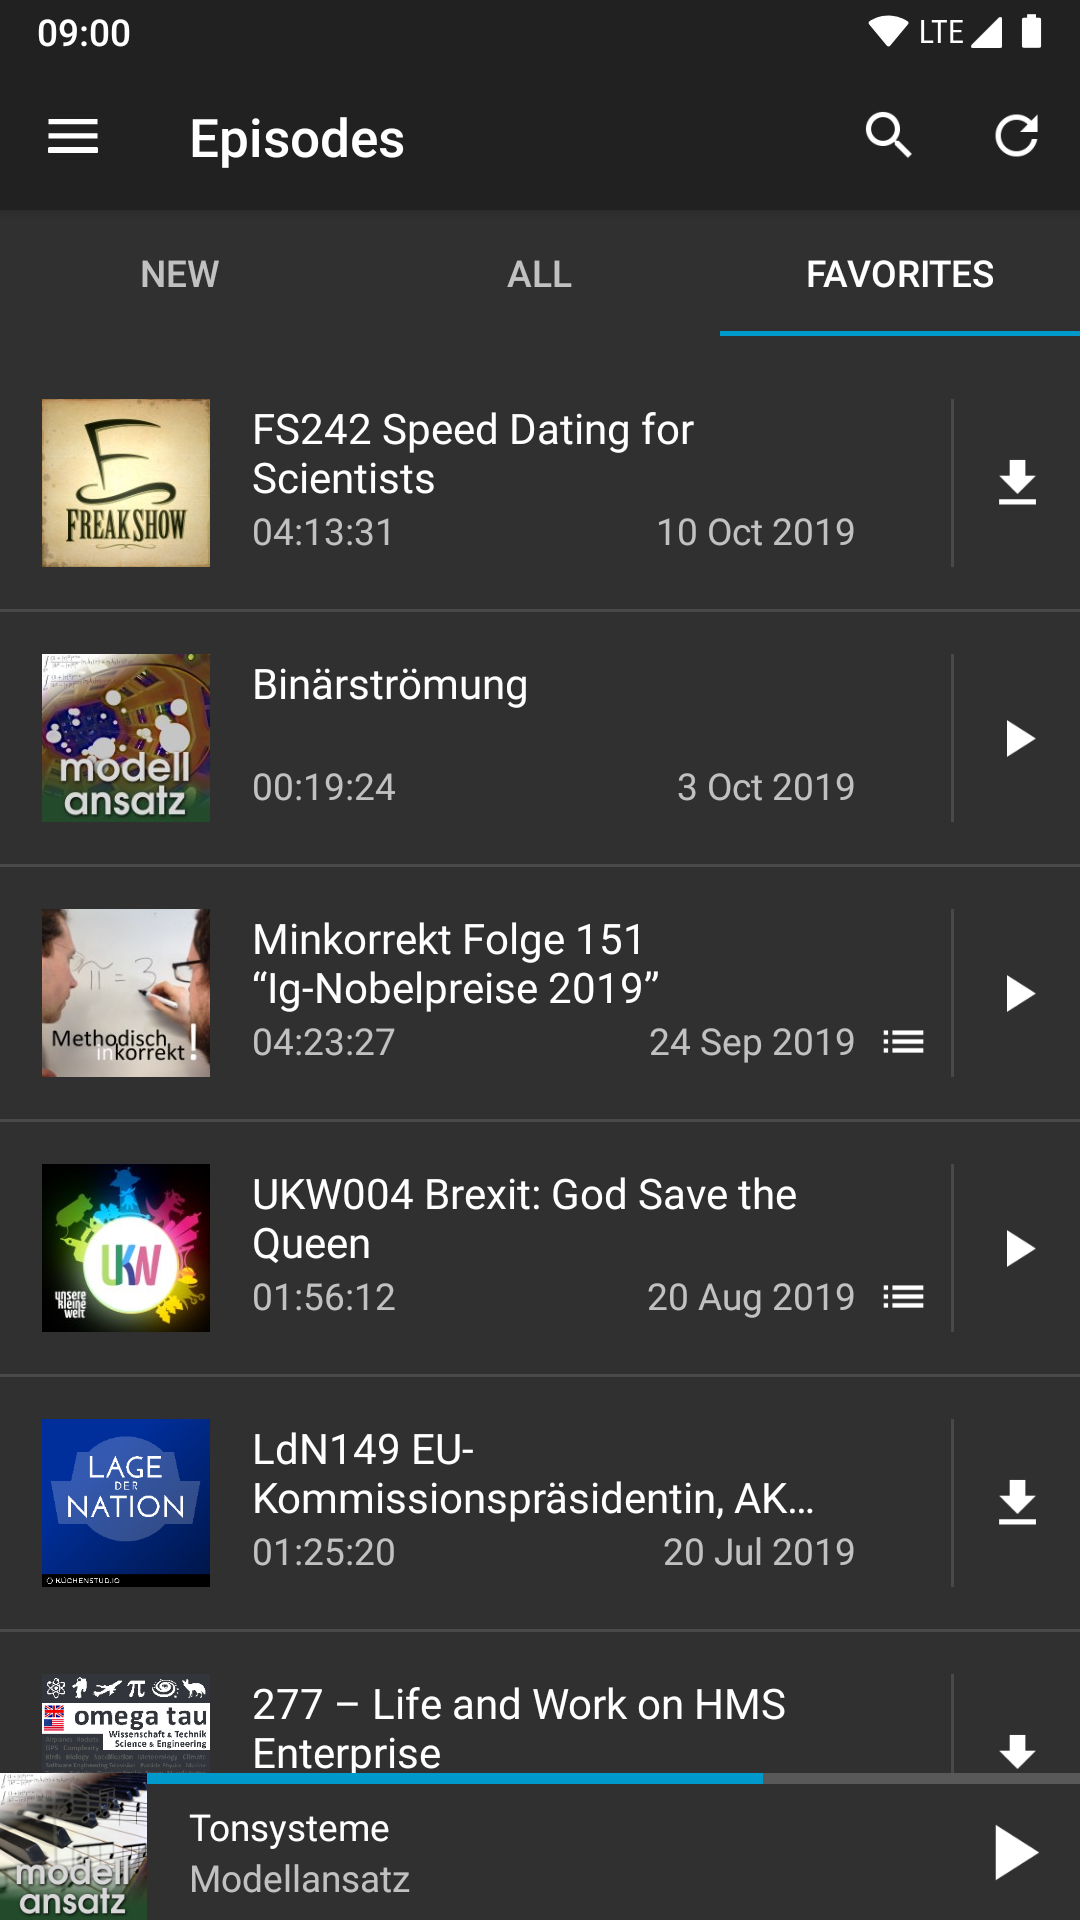 09:00
LTE
Episodes
NEW
ALL
FAVORITES
FREAK SHOW
FS242 Speed Dating for
Scientists
04:13:31
10 Oct 2019
modell
ansatz
Binärströmung
00:19:24
3 Oct 2019
π = 3
Methodisch
inkorrekt!
Minkorrekt Folge 151
“Ig-Nobelpreise 2019”
04:23:27
24 Sep 2019
UKW
unsere
kleine
welt
UKW004 Brexit: God Save the
Queen
01:56:12
20 Aug 2019
LAGE
DER
NATION
KÜCHENSTUD.IO
LdN149 EU-
Kommissionspräsidentin, AK…
01:25:20
20 Jul 2019
π
omega tau
Wissenschaft & Technik
Science & Engineering
277 – Life and Work on HMS
Enterprise
modell
ansatz
Tonsysteme
Modellansatz